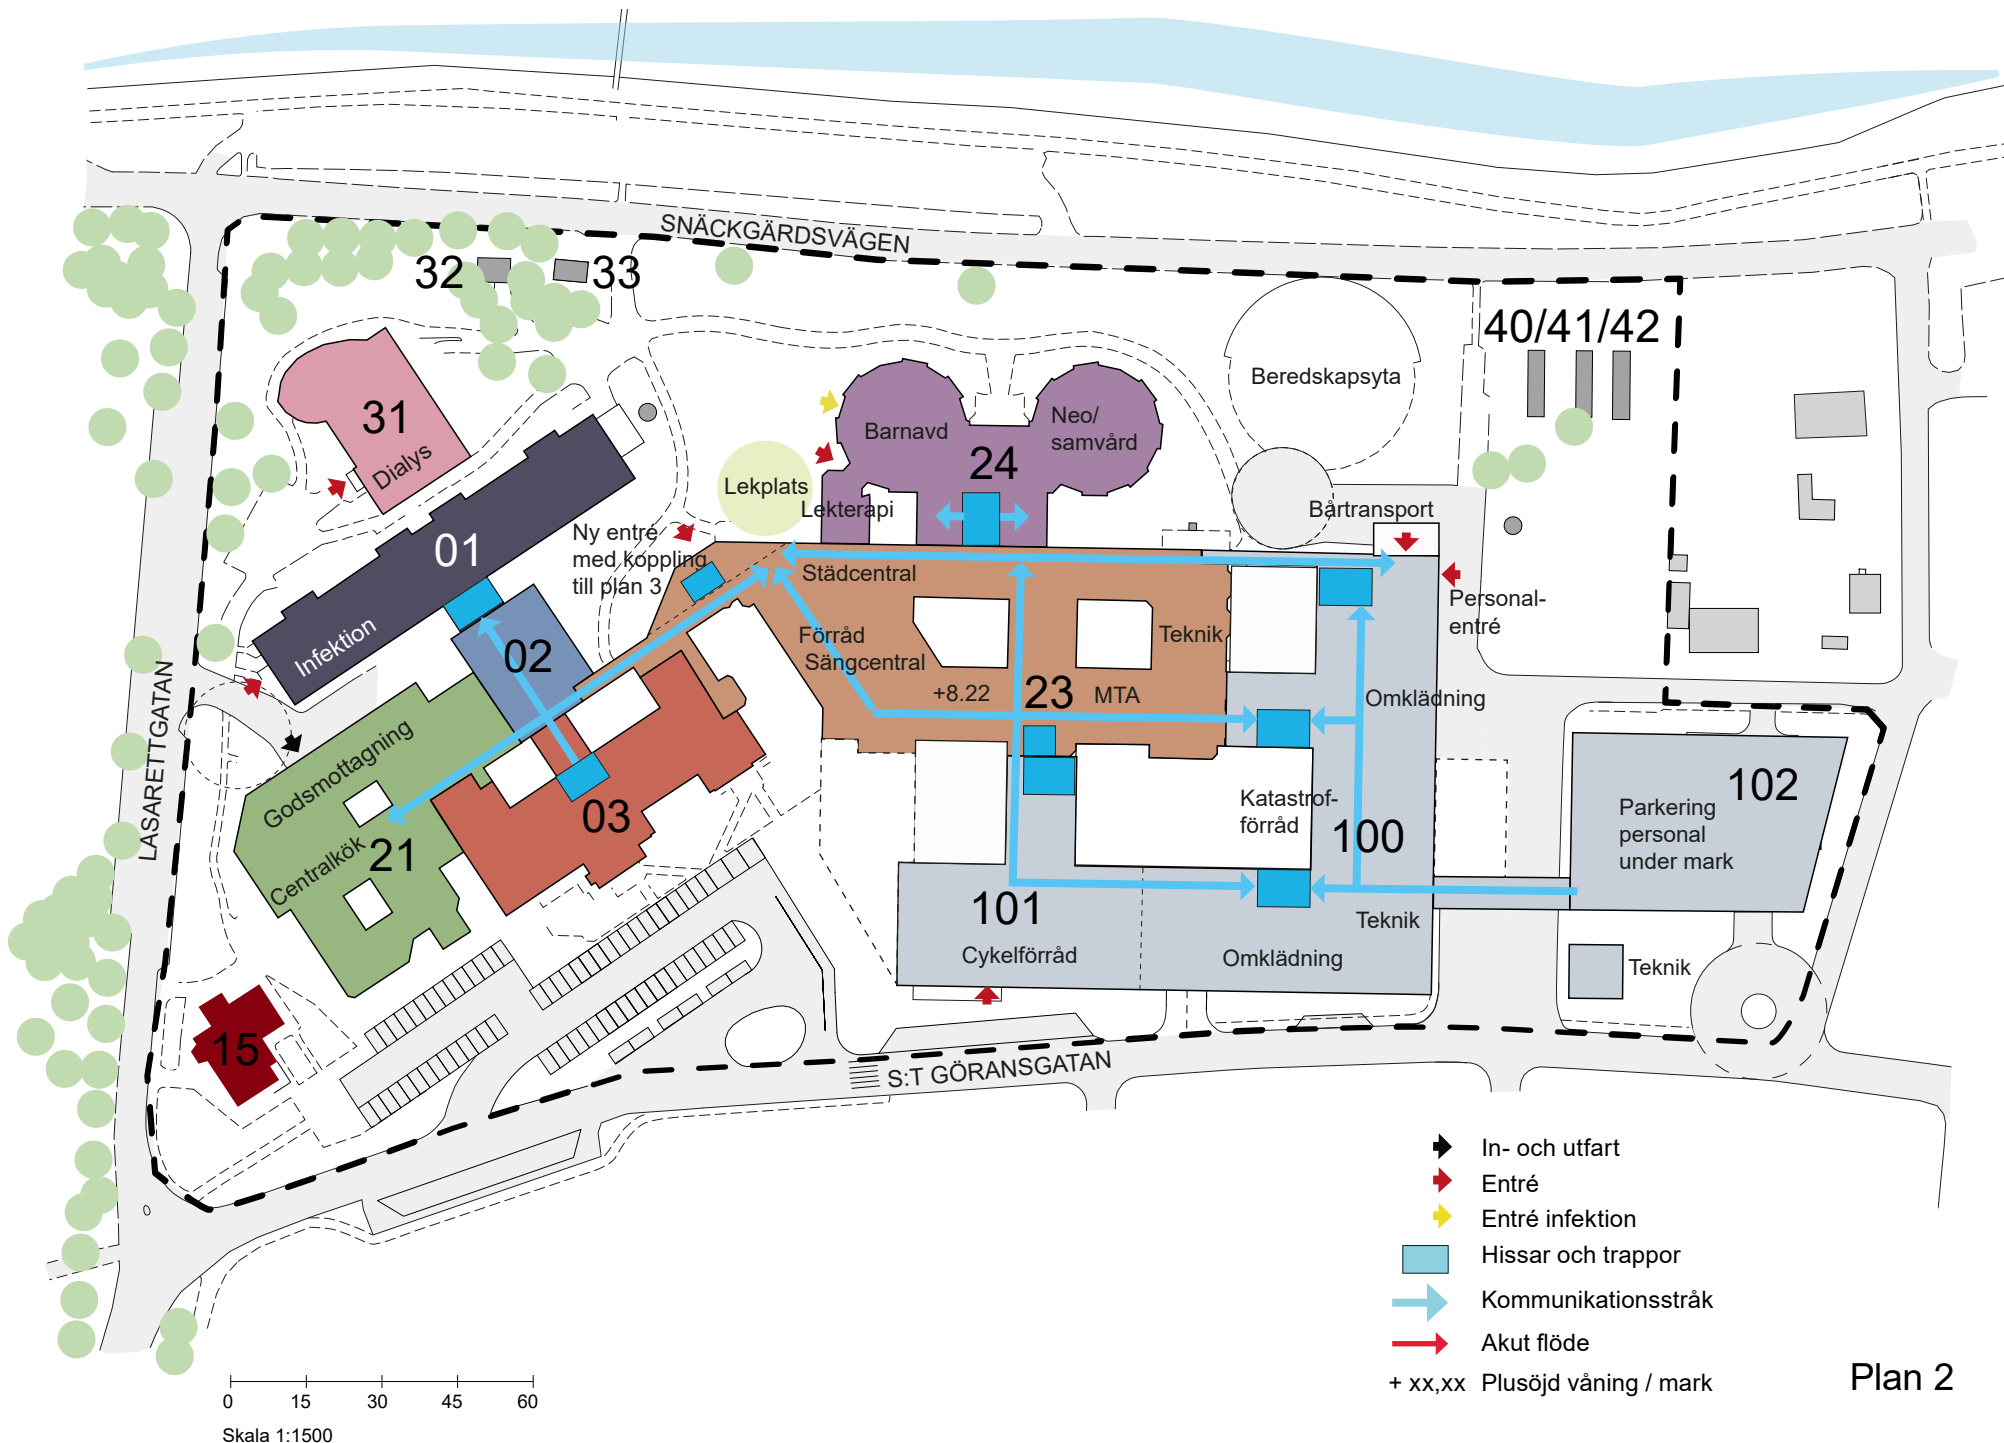 SNÄCKGÄRDSVÄGEN
32
33
40/41/42
Beredskapsyta
31
Dialys
Barnavd
Neo/
samvård
24
Lekplats
Lekterapi
Bårtransport
01
Infektion
Ny entré
med koppling
till plan 3
Städcentral
Personal-
entré
02
Förråd
Sängcentral
Teknik
+8.22
23
MTA
Omklädning
LASARETTGATAN
Godsmottagning
Centralkök
21
03
Katastrof-
förråd
100
102
Parkering
personal
under mark
101
Cykelförråd
Omklädning
Teknik
Teknik
15
S:T GÖRANSGATAN
In- och utfart
Entré
Entré infektion
Hissar och trappor
Kommunikationsstråk
Akut flöde
+ xx,xx Plusöjd våning / mark
Plan 2
0 15 30 45 60
Skala 1:1500